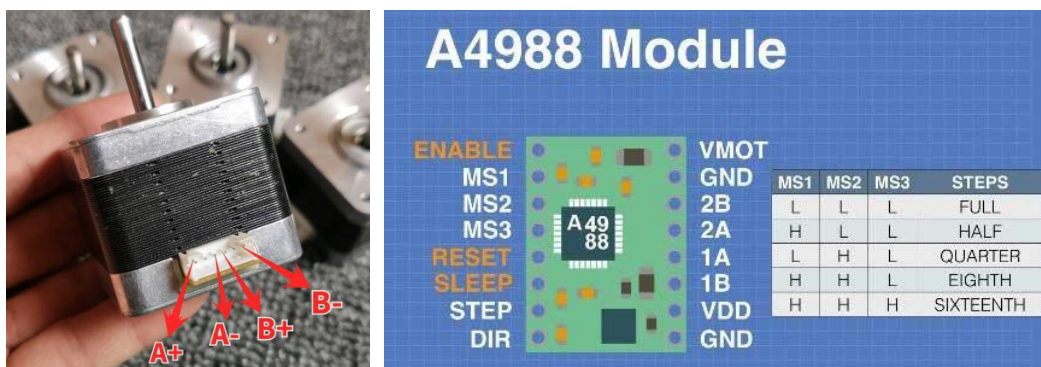 A+
A-
B+
B-
A4988 Module
ENABLE
MS1
MS2
MS3
RESET
SLEEP
STEP
DIR
A 49
88
VMOT
GND
2B
2A
1A
1B
VDD
GND
MS1 MS2 MS3 STEPS
L L L FULL
H L L HALF
L H L QUARTER
H H L EIGHTH
H H H SIXTEENTH